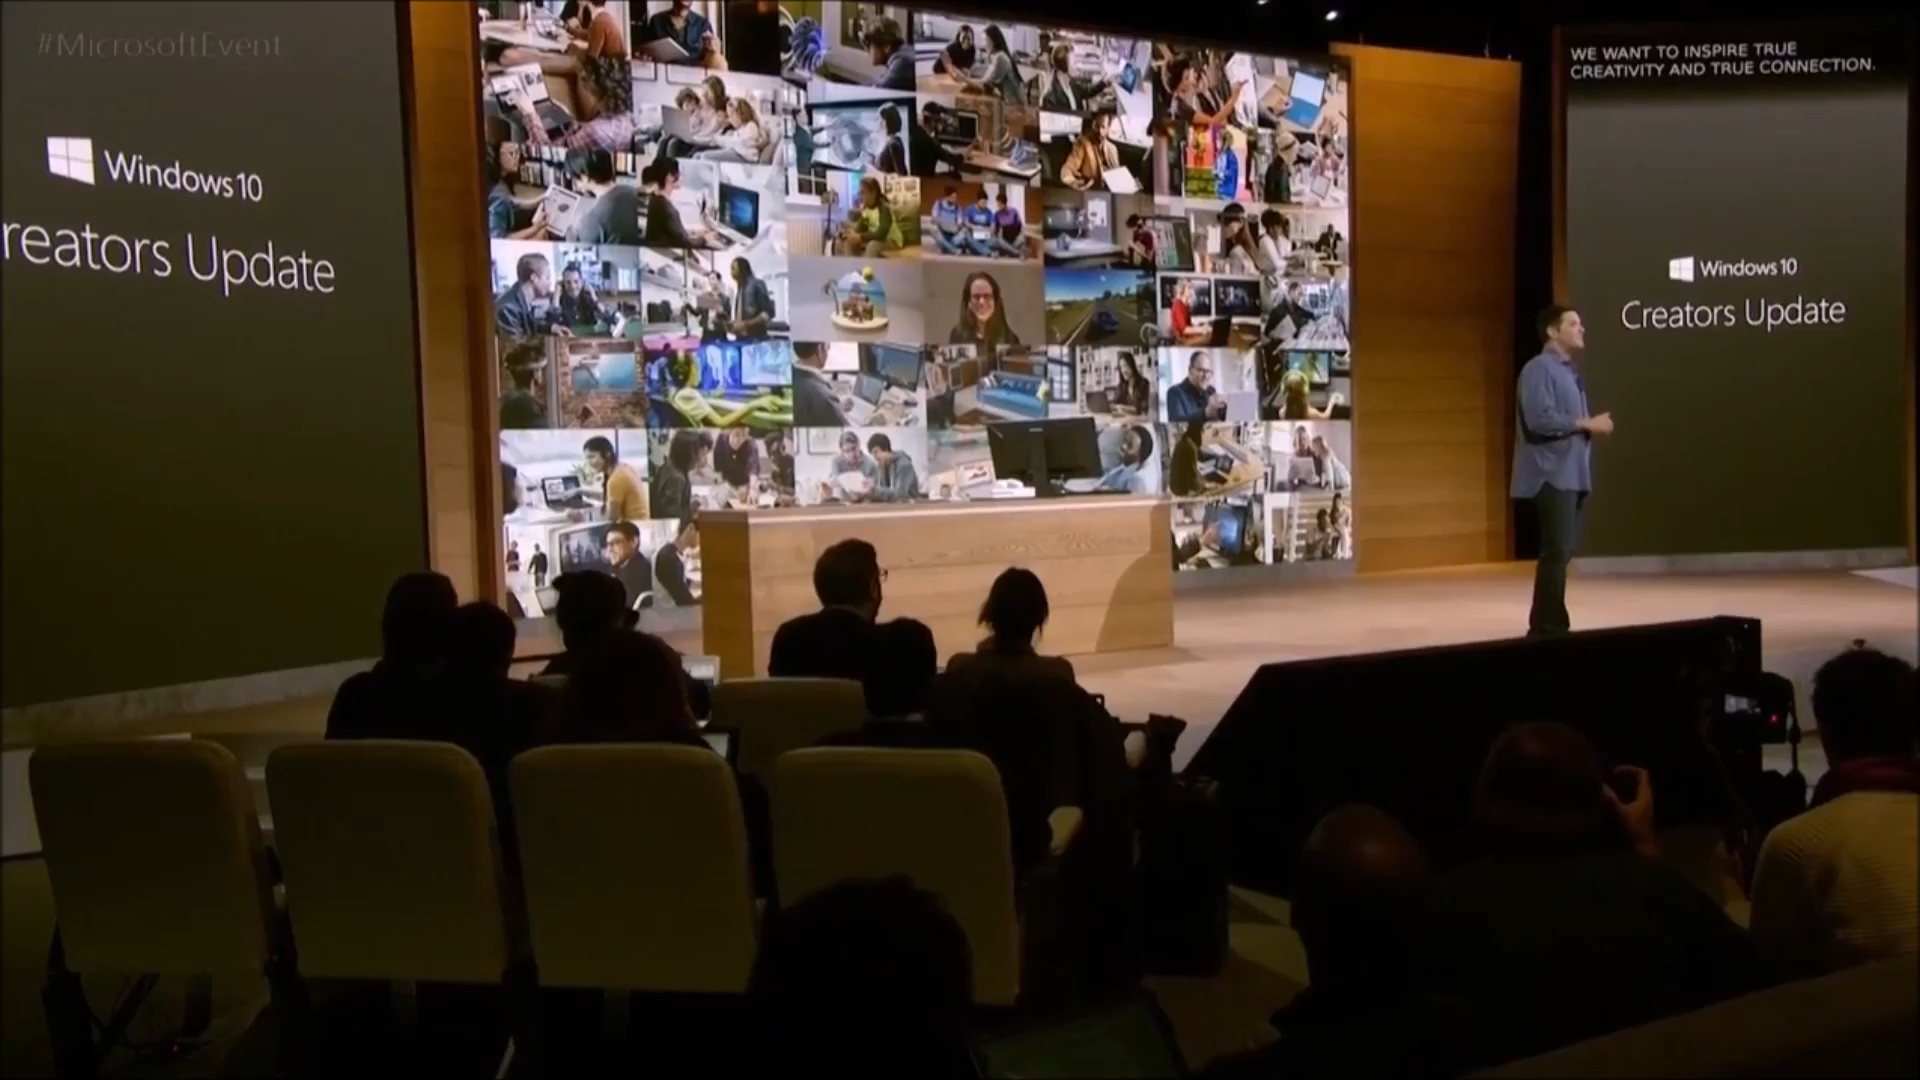 #MicrosoftEvent
Windows 10
reators Update
WE WANT TO INSPIRE TRUE
CREATIVITY AND TRUE CONNECTION.
Windows 10
Creators Update